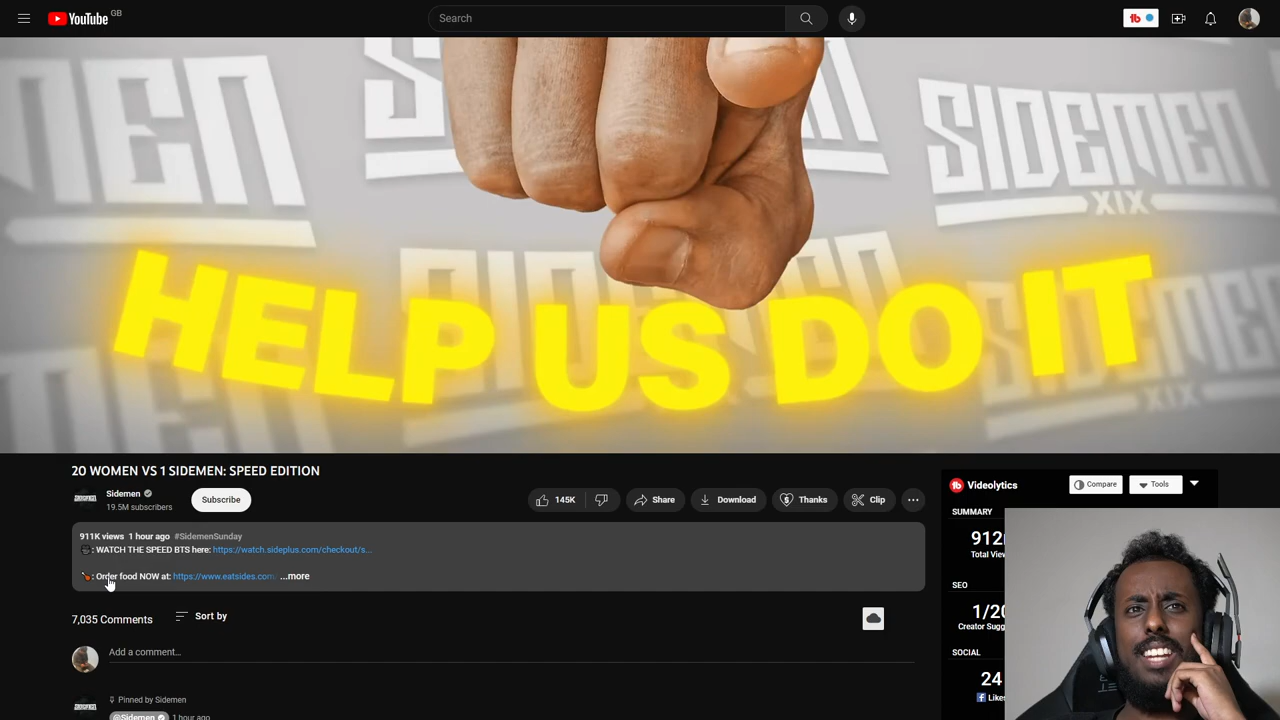 YouTube GB
Search
SIDEMEN
XIX
HELP US DO IT
20 WOMEN VS 1 SIDEMEN: SPEED EDITION
Sidemen
19.5M subscribers
Subscribe
145K
Share
Download
Thanks
Clip
911K views 1 hour ago #SidemenSunday
: WATCH THE SPEED BTS here: https://watch.sideplus.com/checkout/s...
: Order food NOW at: https://www.eatsides.com ...more
7,035 Comments
Sort by
Add a comment...
Pinned by Sidemen
@Sidemen 1 hour ago
Videolytics
Compare
Tools
SUMMARY
912
Total
SEO
1/20
Creator
SOCIAL
24